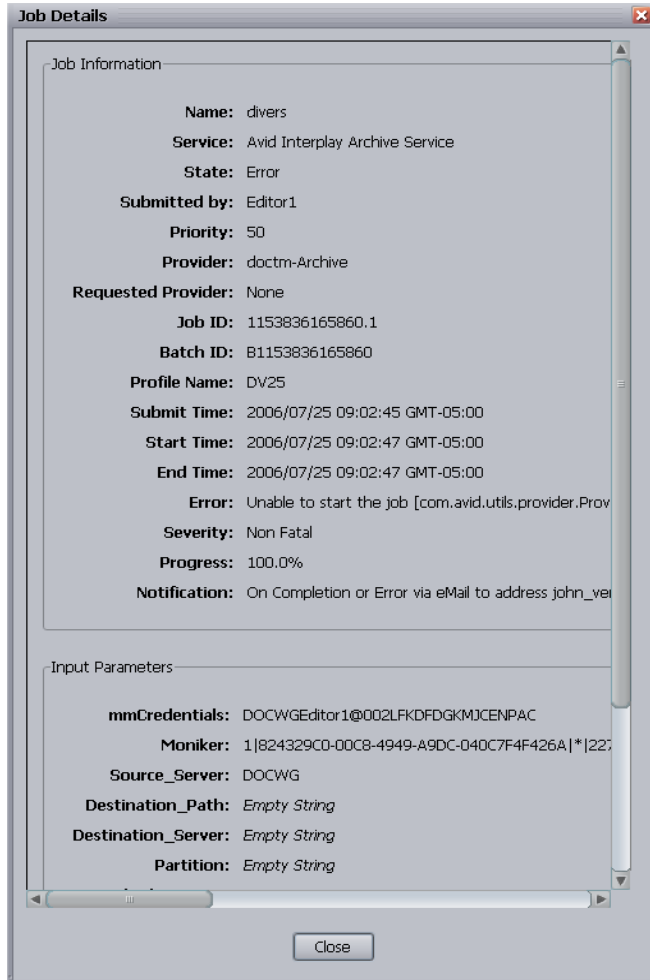 Job Details
Job Information
Name: divers
Service: Avid Interplay Archive Service
State: Error
Submitted by: Editor1
Priority: 50
Provider: doctm-Archive
Requested Provider: None
Job ID: 1153836165860.1
Batch ID: B1153836165860
Profile Name: DV25
Submit Time: 2006/07/25 09:02:45 GMT-05:00
Start Time: 2006/07/25 09:02:47 GMT-05:00
End Time: 2006/07/25 09:02:47 GMT-05:00
Error: Unable to start the job [com.avid.utils.provider.Prov
Severity: Non Fatal
Progress: 100.0%
Notification: On Completion or Error via eMail to address john_ver
Input Parameters
mmCredentials: DOCWGEditor1@002LFKDFDGKMJCENPAC
Moniker: 1|824329C0-00C8-4949-A9DC-040C7F4F426A|*|227
Source_Server: DOCWG
Destination_Path: Empty String
Destination_Server: Empty String
Partition: Empty String
Close